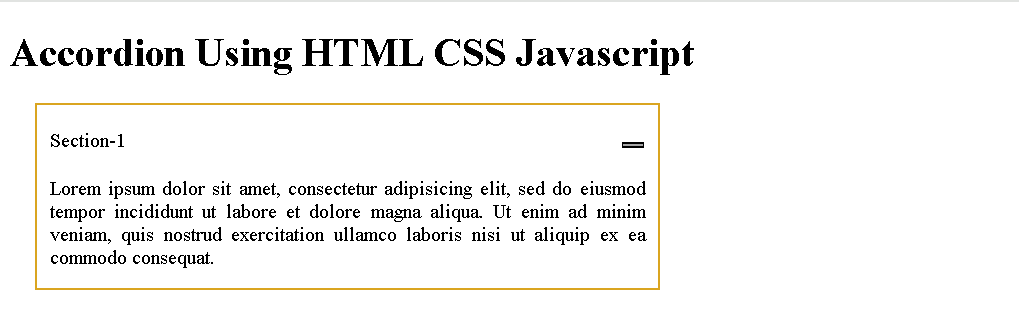 Accordion Using HTML CSS Javascript
Section-1
Lorem ipsum dolor sit amet, consectetur adipisicing elit, sed do eiusmod
tempor incididunt ut labore et dolore magna aliqua. Ut enim ad minim
veniam, quis nostrud exercitation ullamco laboris nisi ut aliquip ex ea
commodo consequat.